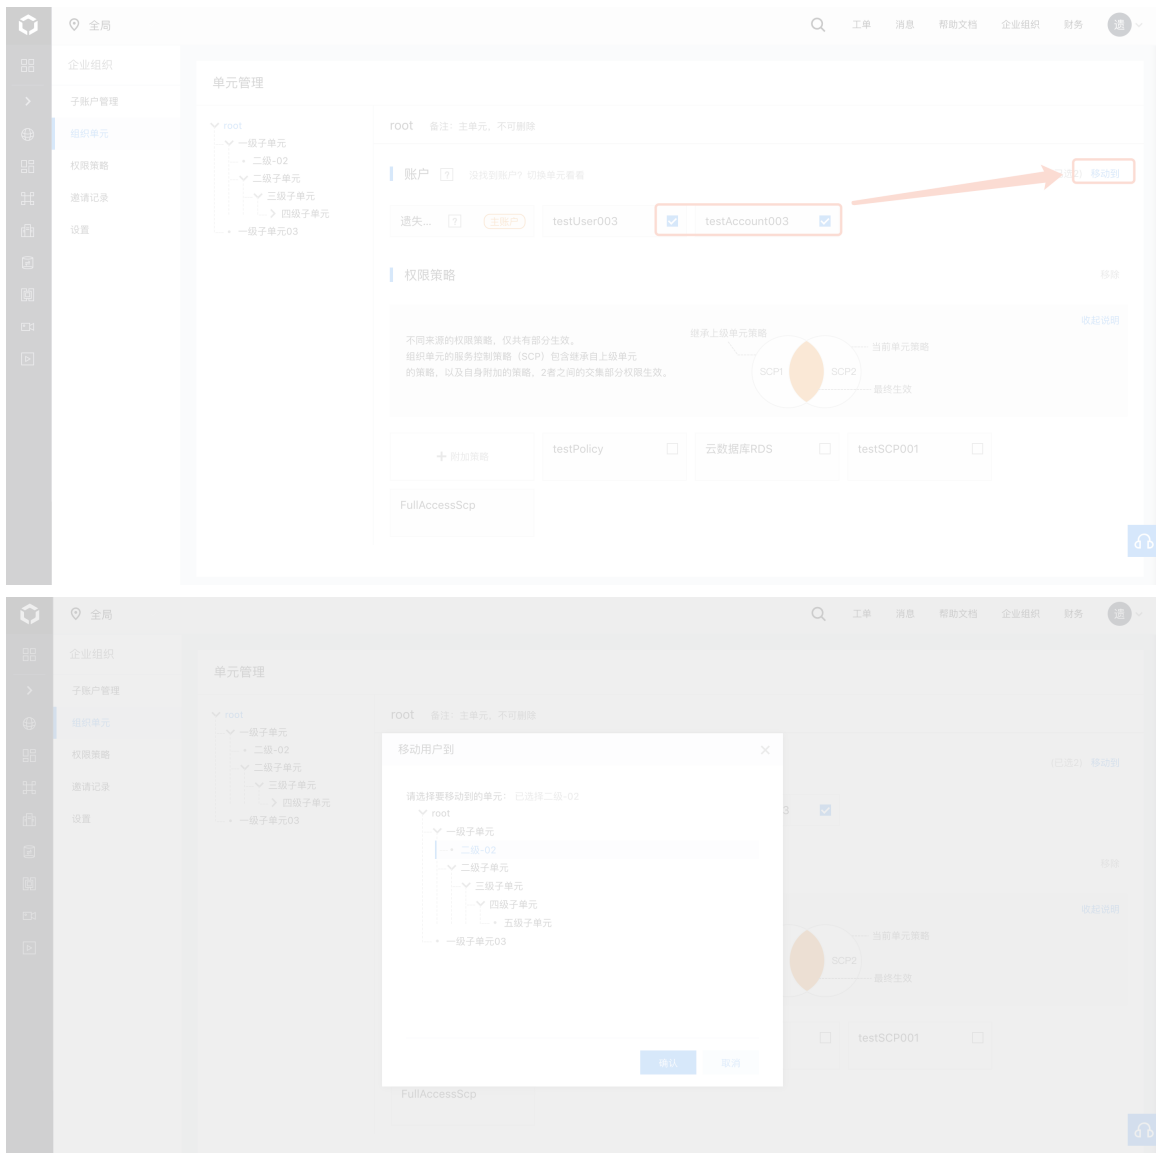 全局
工单
消息
帮助文档
企业组织
财务
遗
企业组织
子账户管理
组织单元
权限策略
邀请记录
设置
单元管理
root
一级子单元
二级-02
二级子单元
三级子单元
四级子单元
一级子单元03
root 备注：主单元，不可删除
账户 ? 没找到账户？切换单元看看
(已选2) 移动到
遗失... ? 主账户
testUser003
testAccount003
权限策略
移除
收起说明
不同来源的权限策略，仅共有部分生效。
组织单元的服务控制策略（SCP）包含继承自上级单元
的策略，以及自身附加的策略，2者之间的交集部分权限生效。
继承上级单元策略
当前单元策略
SCP1
SCP2
最终生效
附加策略
testPolicy
云数据库RDS
testSCP001
FullAccessScp
全局
工单
消息
帮助文档
企业组织
财务
遗
企业组织
子账户管理
组织单元
权限策略
邀请记录
设置
单元管理
root
一级子单元
二级-02
二级子单元
三级子单元
四级子单元
一级子单元03
root 备注：主单元，不可删除
(已选2) 移动到
3
移除
收起说明
当前单元策略
SCP2
最终生效
testSCP001
FullAccessScp
移动用户到
请选择要移动到的单元： 已选择二级-02
root
一级子单元
二级-02
二级子单元
三级子单元
四级子单元
五级子单元
一级子单元03
确认
取消